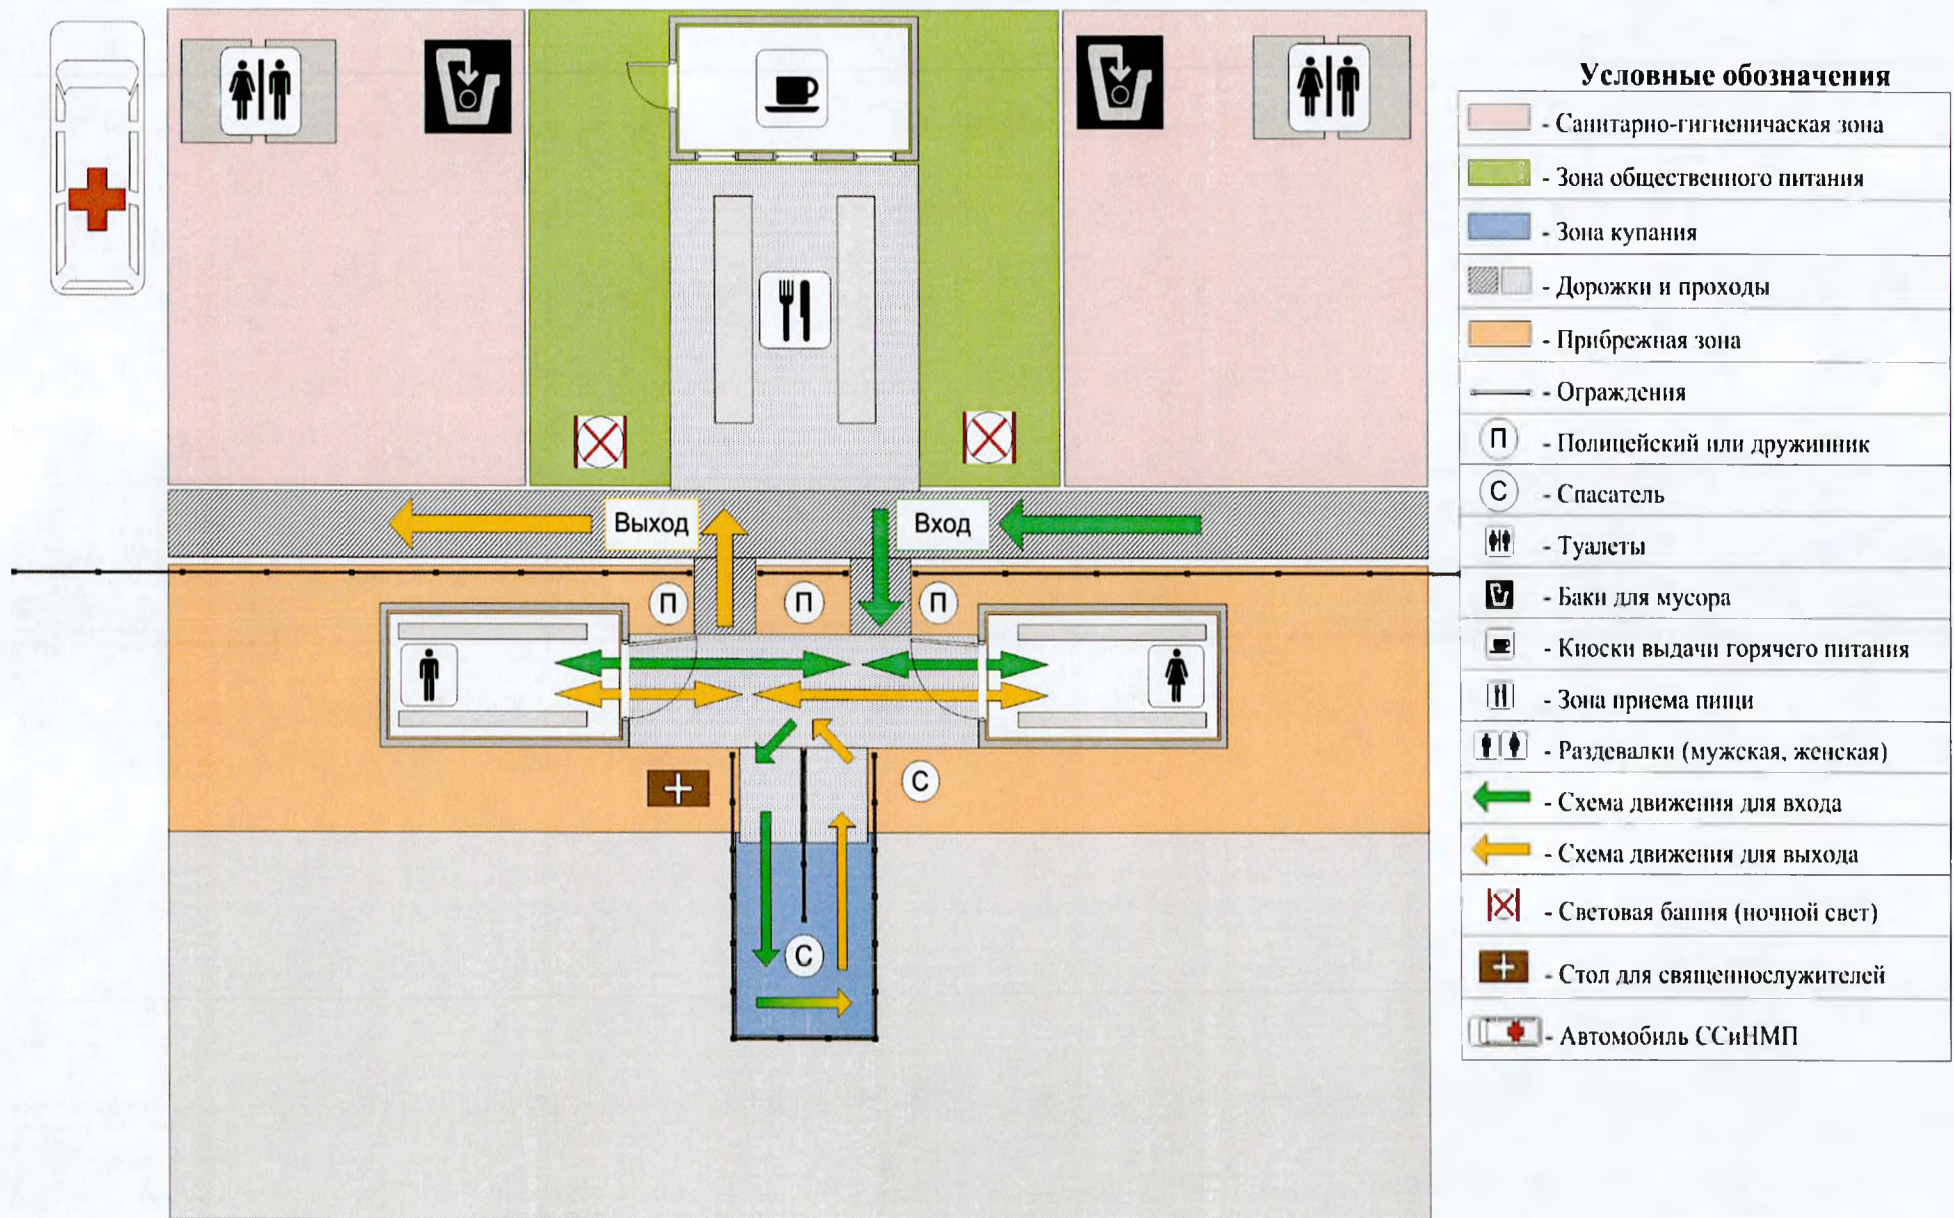 Условные обозначения
- Санитарно-гигиеничаская зона
- Зона общественного питания
- Зона купания
- Дорожки и проходы
- Прибрежная зона
- Ограждения
П - Полицейский или дружинник
С - Спасатель
- Туалеты
- Баки для мусора
- Киоски выдачи горячего питания
- Зона приема пищи
- Раздевалки (мужская, женская)
- Схема движения для входа
- Схема движения для выхода
- Световая башня (ночной свет)
- Стол для священнослужителей
- Автомобиль ССиНМП
Выход
Вход
П
П
П
С
С